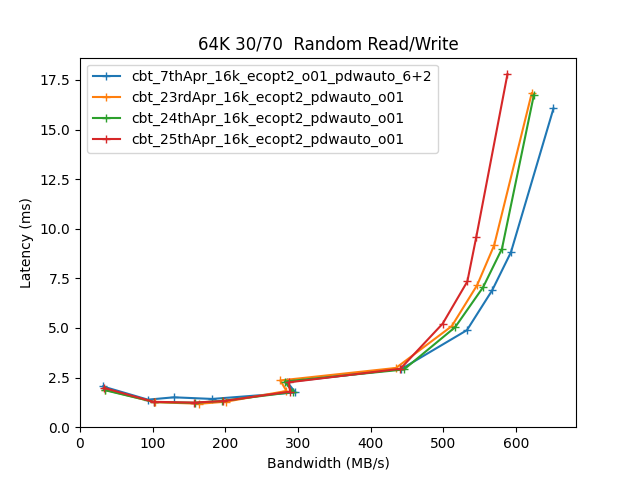 64K 30/70  Random Read/Write
cbt_7thApr_16k_ecopt2_o01_pdwauto_6+2
cbt_23rdApr_16k_ecopt2_pdwauto_o01
cbt_24thApr_16k_ecopt2_pdwauto_o01
cbt_25thApr_16k_ecopt2_pdwauto_o01
Latency (ms)
17.5
15.0
12.5
10.0
7.5
5.0
2.5
0.0
0 100 200 300 400 500 600
Bandwidth (MB/s)